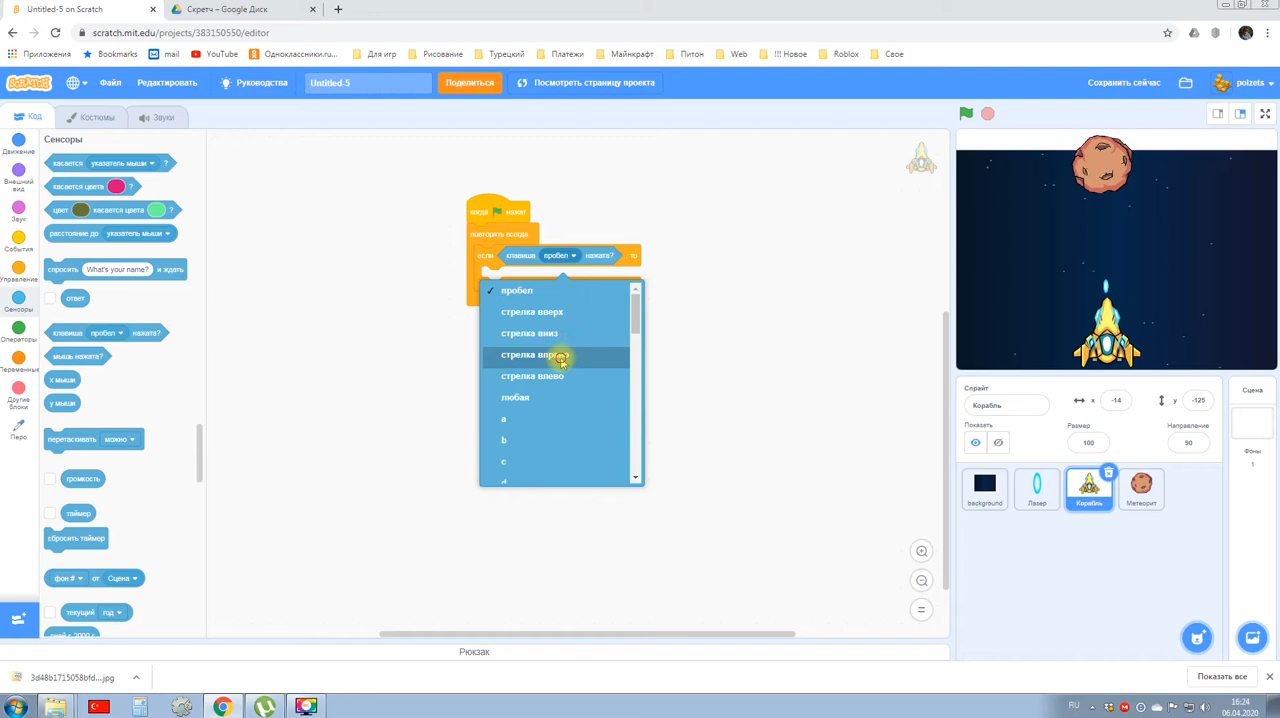 Untitled-5 on Scratch
Скретч – Google Диск
scratch.mit.edu/projects/383150550/editor
Приложения
Bookmarks
mail
YouTube
Одноклассники.ru...
Для игр
Рисование
Турецкий
Платежи
Майнкрафт
Питон
Web
!!! Новое
Roblox
Свое
SCRATCH
Файл
Редактировать
Руководства
Untitled-5
Поделиться
Посмотреть страницу проекта
Сохранить сейчас
polzets
Код
Костюмы
Звуки
Движение
Внешний вид
Звук
События
Управление
Сенсоры
Операторы
Переменные
Другие блоки
Перо
Сенсоры
касается указатель мыши ?
касается цвета ?
цвет касается цвета ?
расстояние до указатель мыши
спросить What's your name? и ждать
ответ
клавиша пробел нажата?
мышь нажата?
x мыши
y мыши
перетаскивать можно
громкость
таймер
сбросить таймер
фон # от Сцена
текущий год
дней с 2000 г.
когда нажат
повторять всегда
если клавиша пробел нажата? , то
✓ пробел
стрелка вверх
стрелка вниз
стрелка вправо
стрелка влево
любая
a
b
c
d
Спрайт
Корабль
x -14
y -125
Показать
Размер
100
Направление
90
background
Лазер
Корабль
Метеорит
Сцена
Фоны
1
Рюкзак
3d48b1715058bfd....jpg
Показать все
RU
16:24
06.04.2020